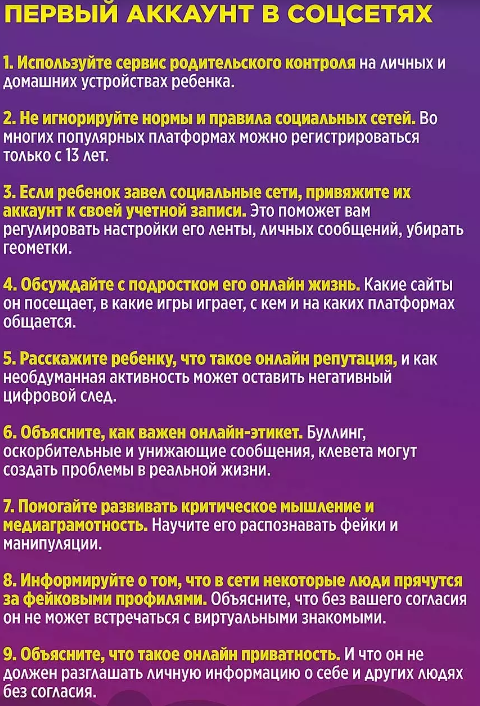 ПЕРВЫЙ АККАУНТ В СОЦСЕТЯХ
1. Используйте сервис родительского контроля на личных и
домашних устройствах ребенка.
2. Не игнорируйте нормы и правила социальных сетей. Во
многих популярных платформах можно регистрироваться
только с 13 лет.
3. Если ребенок завел социальные сети, привяжите их
аккаунт к своей учетной записи. Это поможет вам
регулировать настройки его ленты, личных сообщений, убирать
геометки.
4. Обсуждайте с подростком его онлайн жизнь. Какие сайты
он посещает, в какие игры играет, с кем и на каких платформах
общается.
5. Расскажите ребенку, что такое онлайн репутация, и как
необдуманная активность может оставить негативный
цифровой след.
6. Объясните, как важен онлайн-этикет. Буллинг,
оскорбительные и унижающие сообщения, клевета могут
создать проблемы в реальной жизни.
7. Помогайте развивать критическое мышление и
медиаграмотность. Научите его распознавать фейки и
манипуляции.
8. Информируйте о том, что в сети некоторые люди прячутся
за фейковыми профилями. Объясните, что без вашего согласия
он не может встречаться с виртуальными знакомыми.
9. Объясните, что такое онлайн приватность. И что он не
должен разглашать личную информацию о себе и других людях
без согласия.